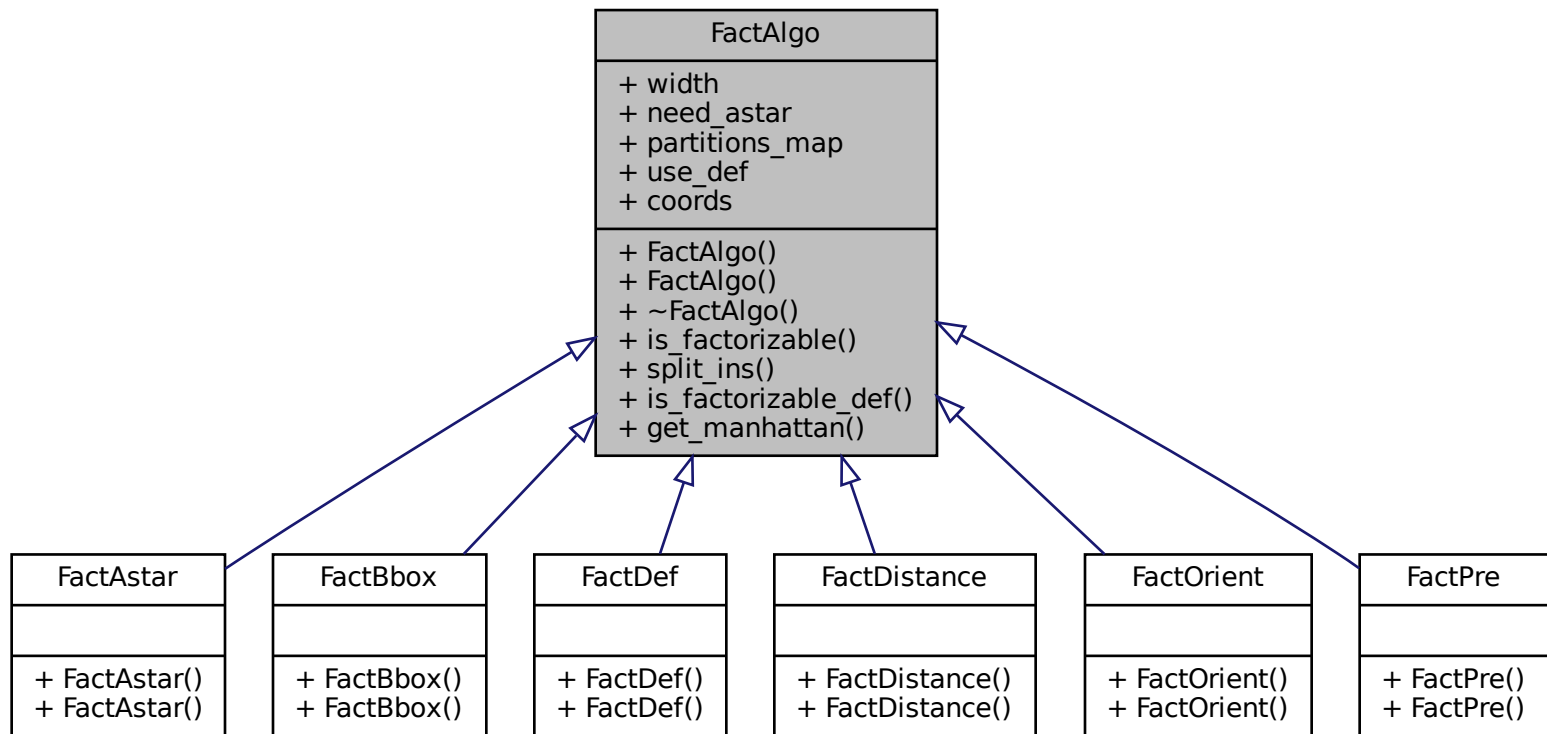 FactAlgo
+ width
+ need_astar
+ partitions_map
+ use_def
+ coords
+ FactAlgo()
+ FactAlgo()
+ ~FactAlgo()
+ is_factorizable()
+ split_ins()
+ is_factorizable_def()
+ get_manhattan()
FactAstar
+ FactAstar()
+ FactAstar()
FactBbox
+ FactBbox()
+ FactBbox()
FactDef
+ FactDef()
+ FactDef()
FactDistance
+ FactDistance()
+ FactDistance()
FactOrient
+ FactOrient()
+ FactOrient()
FactPre
+ FactPre()
+ FactPre()